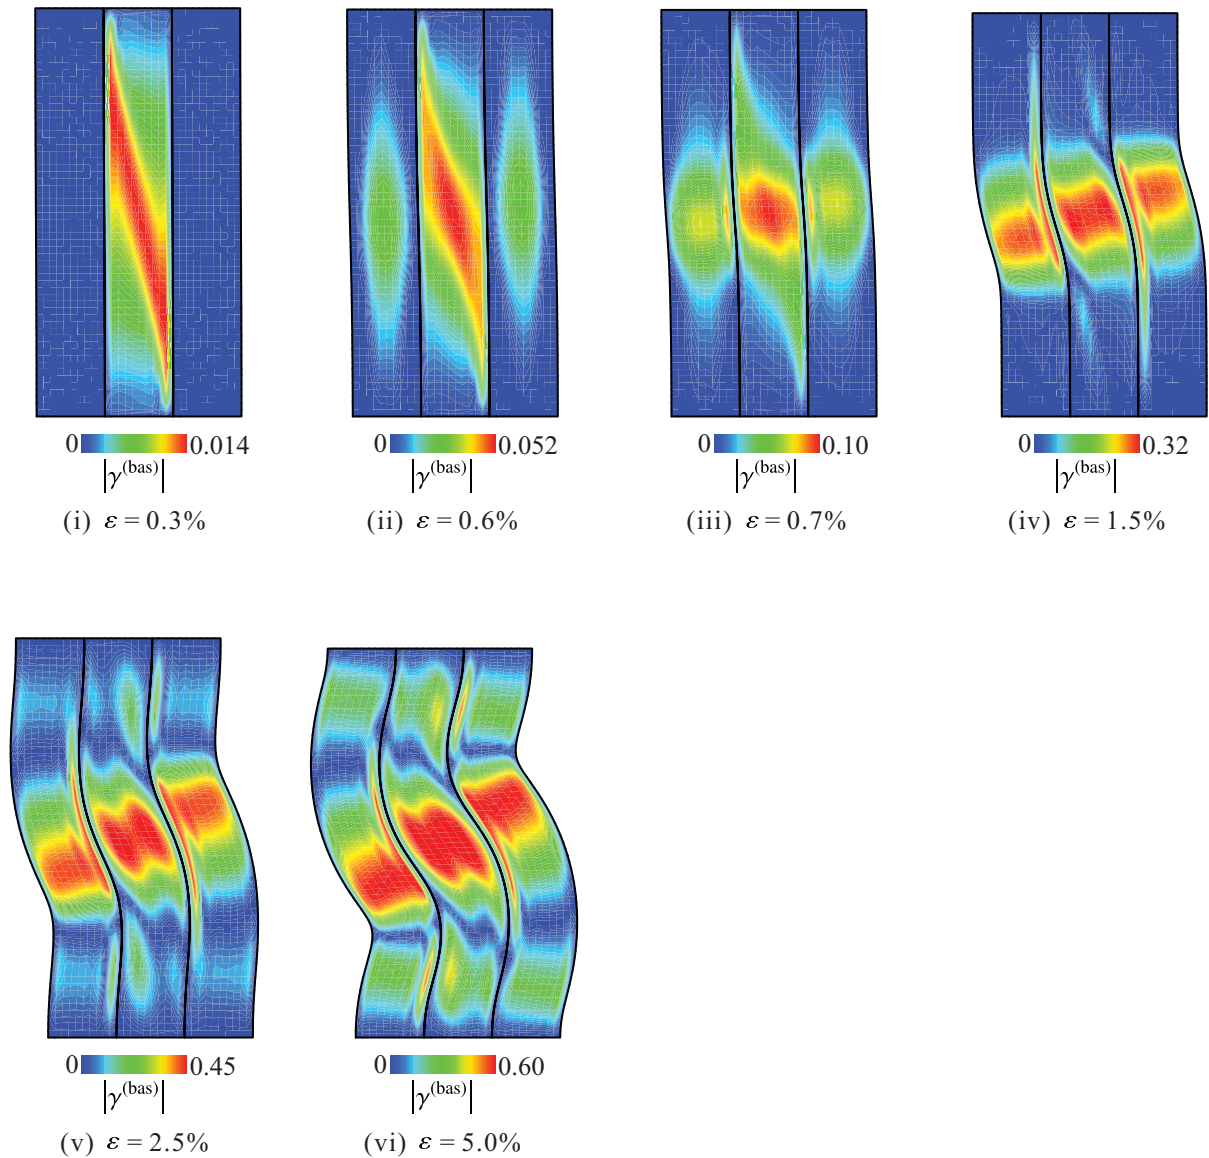 0 0.014
|γ^(bas)|
(i) ε = 0.3%
0 0.052
|γ^(bas)|
(ii) ε = 0.6%
0 0.10
|γ^(bas)|
(iii) ε = 0.7%
0 0.32
|γ^(bas)|
(iv) ε = 1.5%
0 0.45
|γ^(bas)|
(v) ε = 2.5%
0 0.60
|γ^(bas)|
(vi) ε = 5.0%